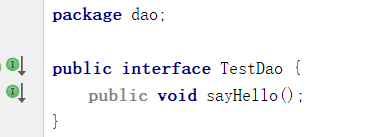 package dao;
public interface TestDao {
public void sayHello();
}